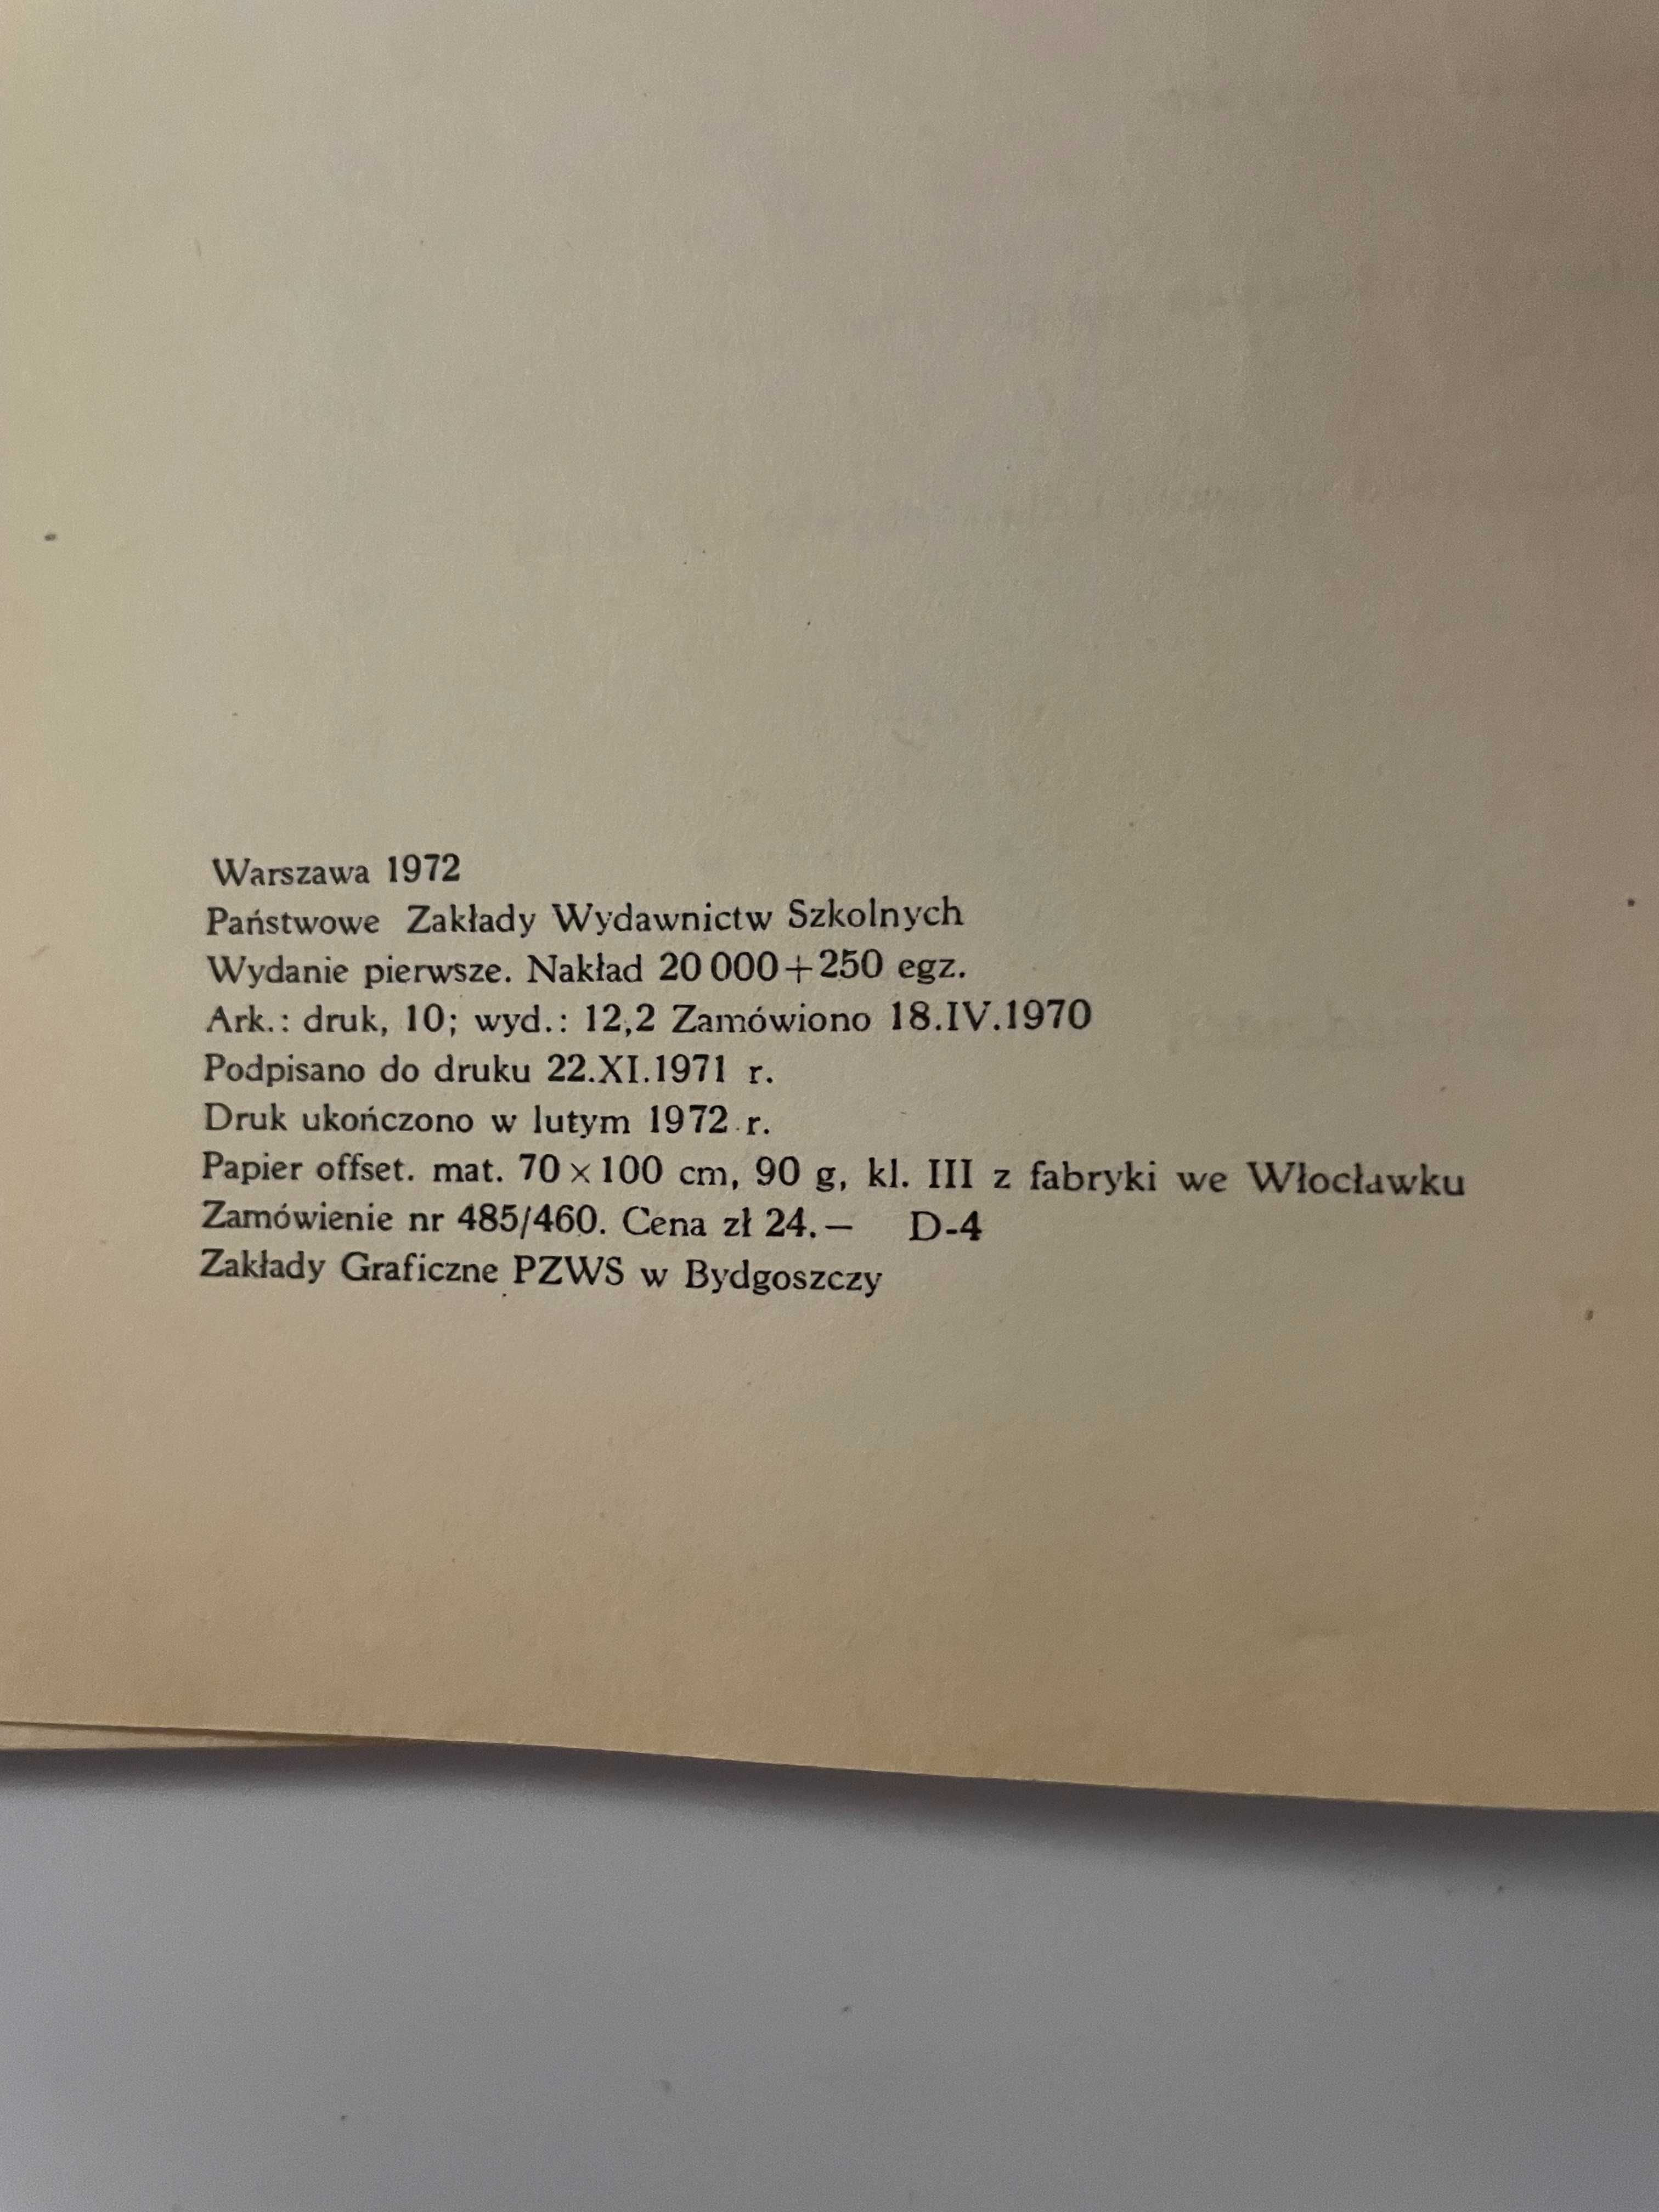 Warszawa 1972
Państwowe Zakłady Wydawnictw Szkolnych
Wydanie pierwsze. Nakład 20 000+250 egz.
Ark.: druk, 10; wyd.: 12,2 Zamówiono 18.IV.1970
Podpisano do druku 22.XI.1971 r.
Druk ukończono w lutym 1972 r.
Papier offset. mat. 70×100 cm, 90 g, kl. III z fabryki we Włocławku
Zamówienie nr 485/460. Cena zł 24.— D-4
Zakłady Graficzne PZWS w Bydgoszczy